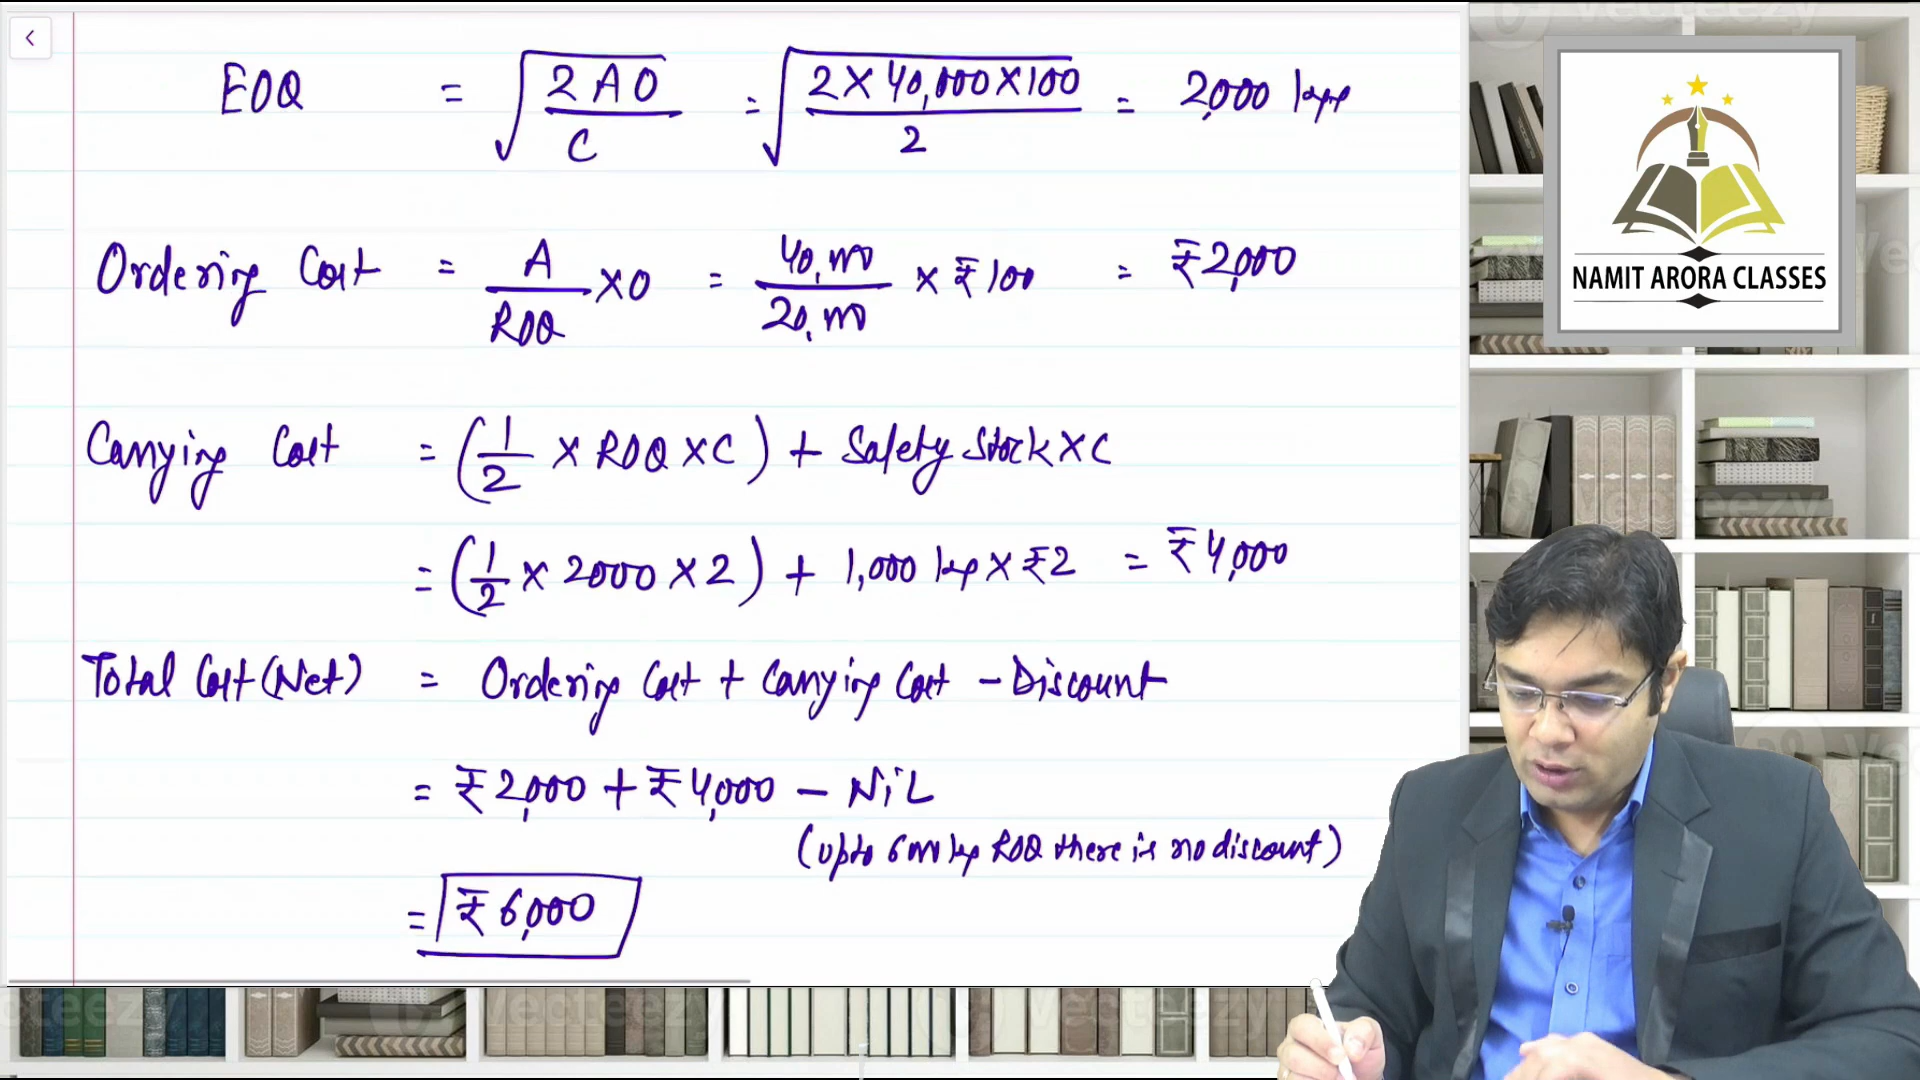 EOQ = √(2AO / C) = √(2 × 40,000 × 100 / 2) = 2,000 kgs
Ordering Cost = A / ROQ × O = 40,000 / 20,000 × ₹100 = ₹2,000
Carrying Cost = (1/2 × ROQ × C) + Safety Stock × C
= (1/2 × 2000 × 2) + 1,000 kgs × ₹2 = ₹4,000
Total Cost (Net) = Ordering Cost + Carrying Cost - Discount
= ₹2,000 + ₹4,000 - NiL
(upto 6000 kgs ROQ there is no discount)
= ₹6,000
NAMIT ARORA CLASSES
Vecteezy